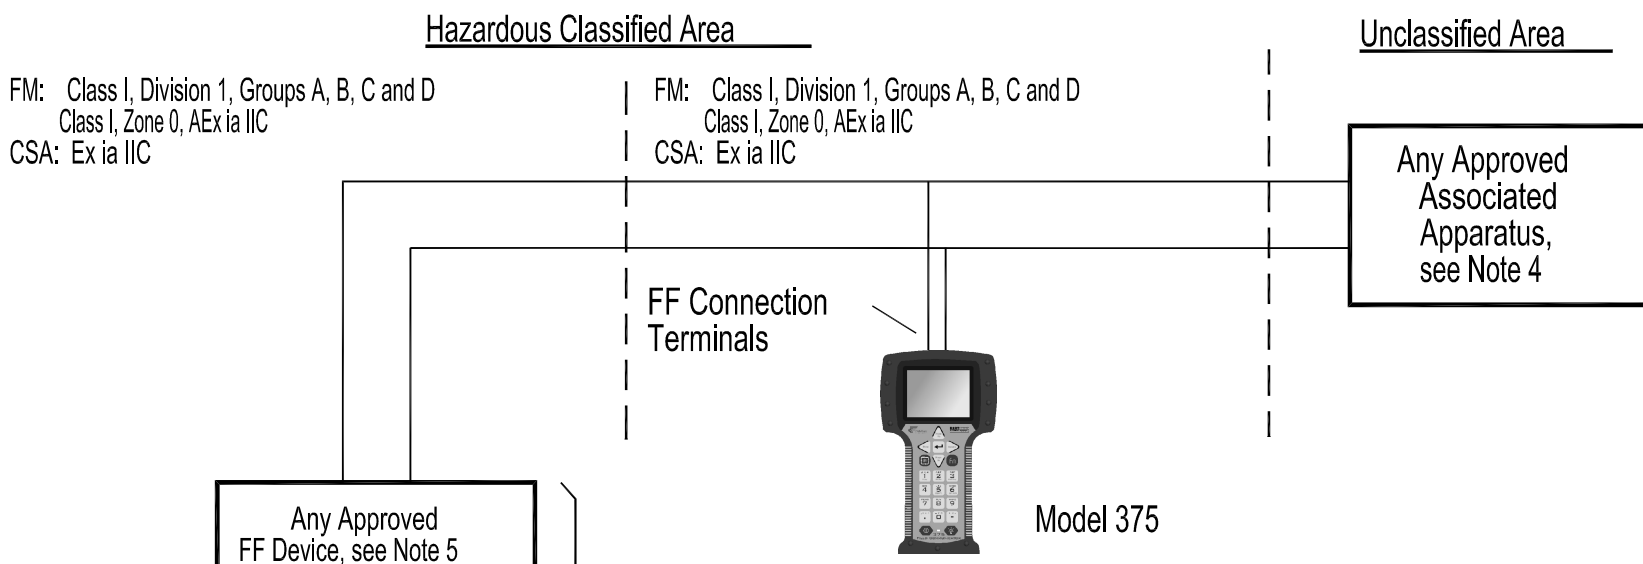 Hazardous Classified Area
Unclassified Area
FM: Class I, Division 1, Groups A, B, C and D
Class I, Zone 0, AEx ia IIC
CSA: Ex ia IIC
FM: Class I, Division 1, Groups A, B, C and D
Class I, Zone 0, AEx ia IIC
CSA: Ex ia IIC
Any Approved
Associated
Apparatus,
see Note 4
FF Connection
Terminals
Model 375
Any Approved
FF Device, see Note 5